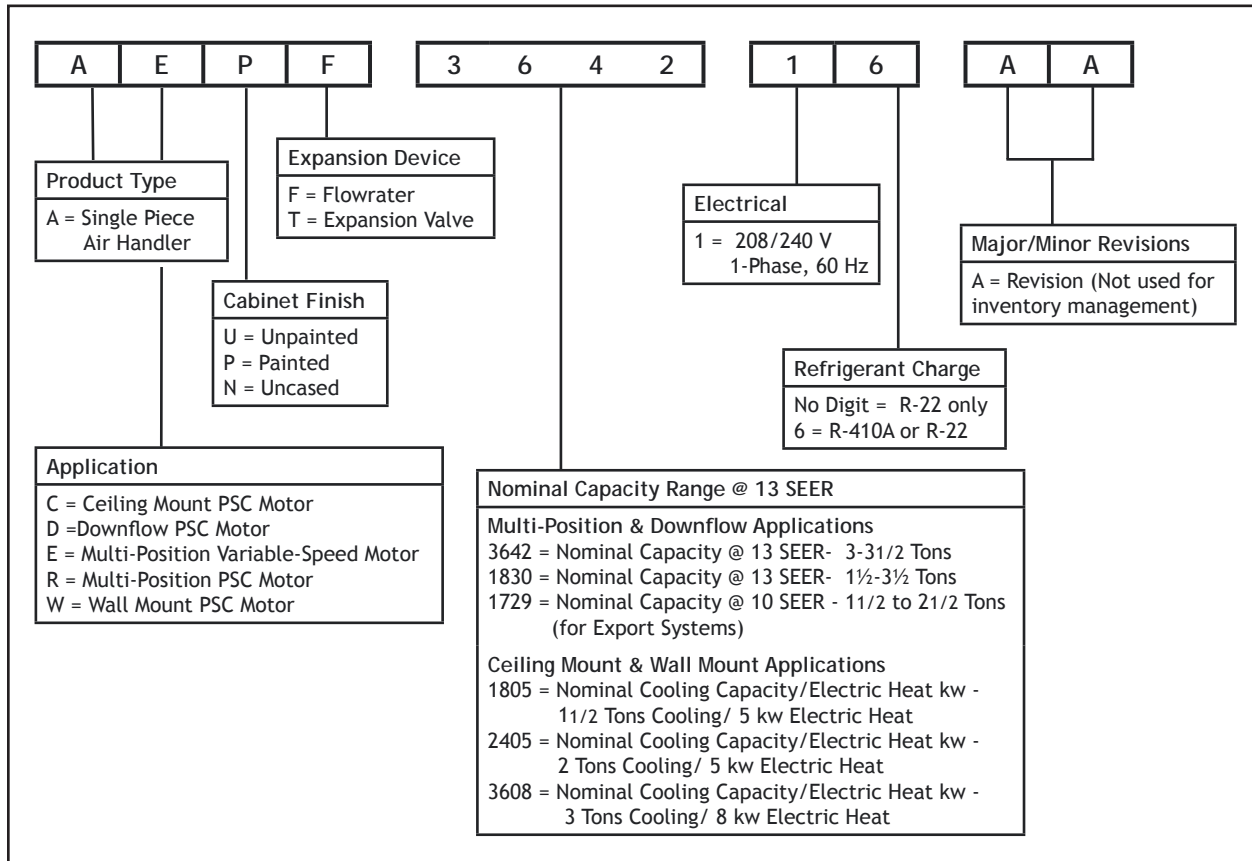 A E P F 3 6 4 2 1 6 A A
Product Type
A = Single Piece
Air Handler
Expansion Device
F = Flowrater
T = Expansion Valve
Cabinet Finish
U = Unpainted
P = Painted
N = Uncased
Application
C = Ceiling Mount PSC Motor
D =Downflow PSC Motor
E = Multi-Position Variable-Speed Motor
R = Multi-Position PSC Motor
W = Wall Mount PSC Motor
Electrical
1 = 208/240 V
1-Phase, 60 Hz
Major/Minor Revisions
A = Revision (Not used for
inventory management)
Refrigerant Charge
No Digit = R-22 only
6 = R-410A or R-22
Nominal Capacity Range @ 13 SEER
Multi-Position & Downflow Applications
3642 = Nominal Capacity @ 13 SEER- 3-31/2 Tons
1830 = Nominal Capacity @ 13 SEER- 1½-3½ Tons
1729 = Nominal Capacity @ 10 SEER - 11/2 to 21/2 Tons
(for Export Systems)
Ceiling Mount & Wall Mount Applications
1805 = Nominal Cooling Capacity/Electric Heat kw -
11/2 Tons Cooling/ 5 kw Electric Heat
2405 = Nominal Cooling Capacity/Electric Heat kw -
2 Tons Cooling/ 5 kw Electric Heat
3608 = Nominal Cooling Capacity/Electric Heat kw -
3 Tons Cooling/ 8 kw Electric Heat